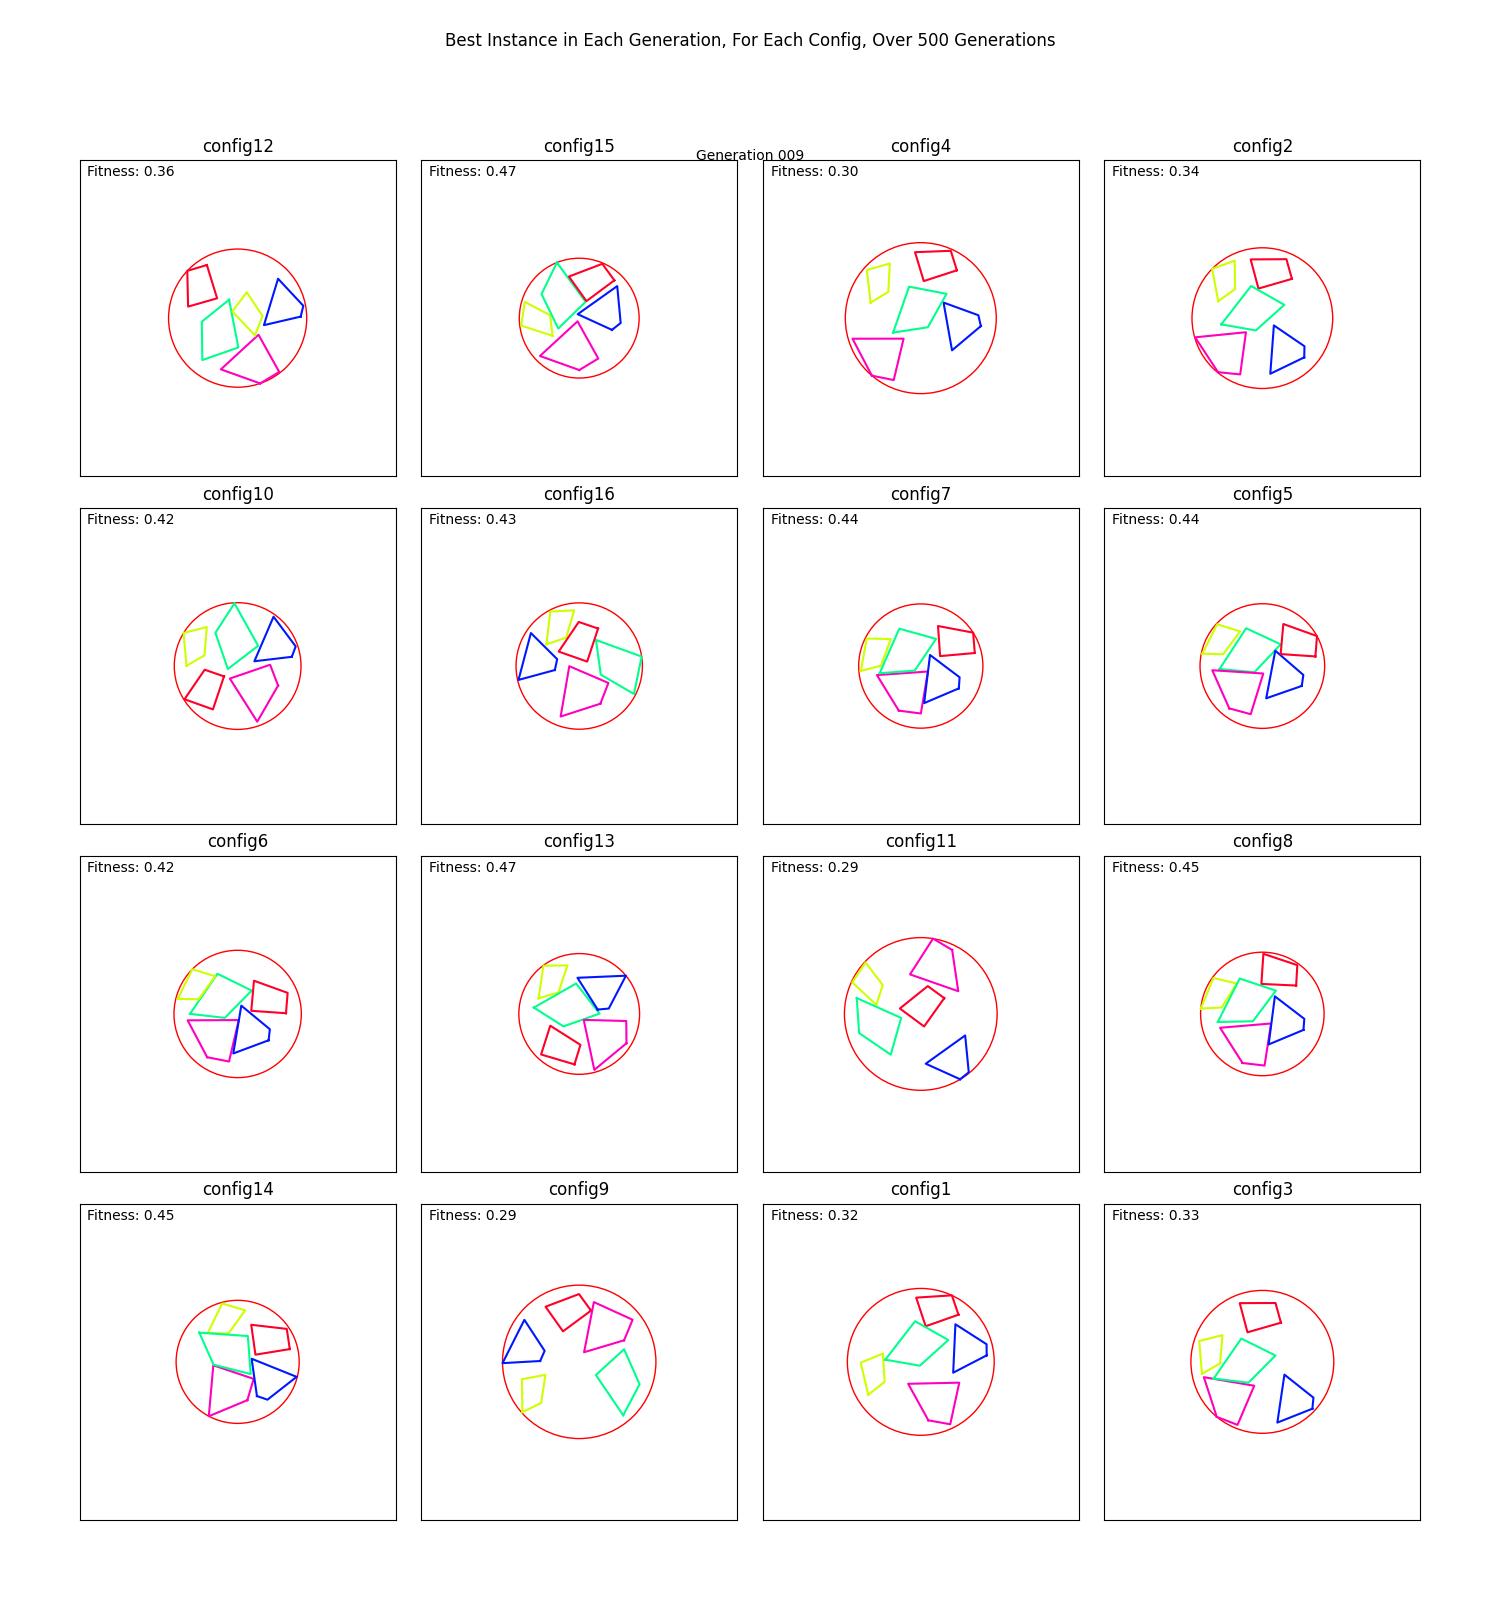 Best Instance in Each Generation, For Each Config, Over 500 Generations
Generation 009
config12
Fitness: 0.36
config15
Fitness: 0.47
config4
Fitness: 0.30
config2
Fitness: 0.34
config10
Fitness: 0.42
config16
Fitness: 0.43
config7
Fitness: 0.44
config5
Fitness: 0.44
config6
Fitness: 0.42
config13
Fitness: 0.47
config11
Fitness: 0.29
config8
Fitness: 0.45
config14
Fitness: 0.45
config9
Fitness: 0.29
config1
Fitness: 0.32
config3
Fitness: 0.33